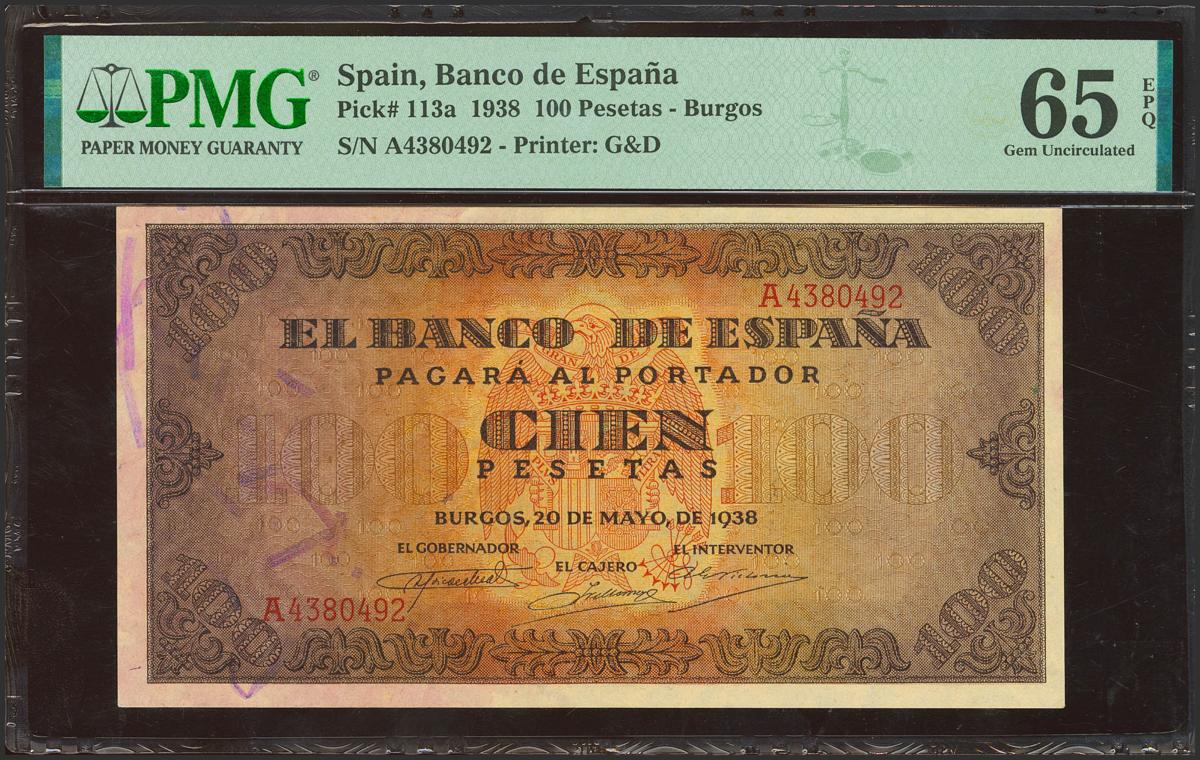 PMG®
PAPER MONEY GUARANTY
Spain, Banco de España
Pick# 113a 1938 100 Pesetas - Burgos
S/N A4380492 - Printer: G&D
65 EPQ
Gem Uncirculated
A4380492
EL BANCO DE ESPAÑA
PAGARÁ AL PORTADOR
CIEN
100 100
PESETAS
BURGOS, 20 DE MAYO, DE 1938
EL GOBERNADOR
EL CAJERO
EL INTERVENTOR
A4380492